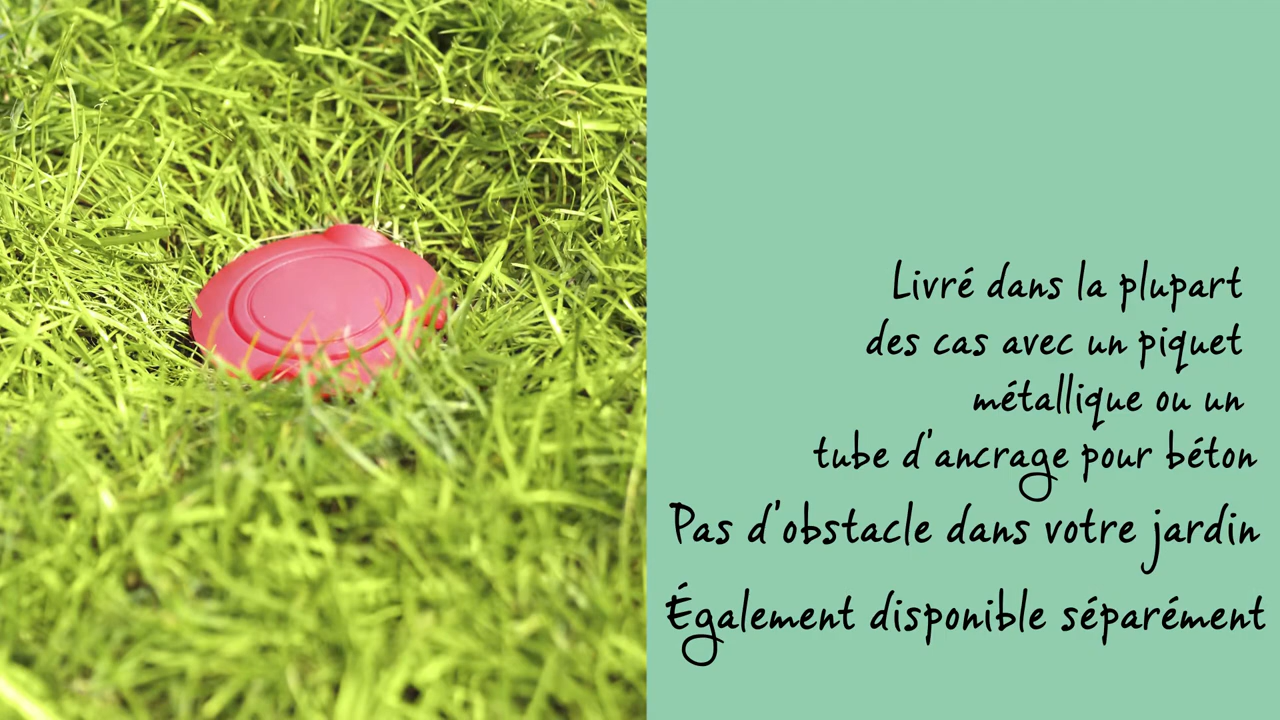 Livré dans la plupart
des cas avec un piquet
métallique ou un
tube d'ancrage pour béton
Pas d'obstacle dans votre jardin
Également disponible séparément